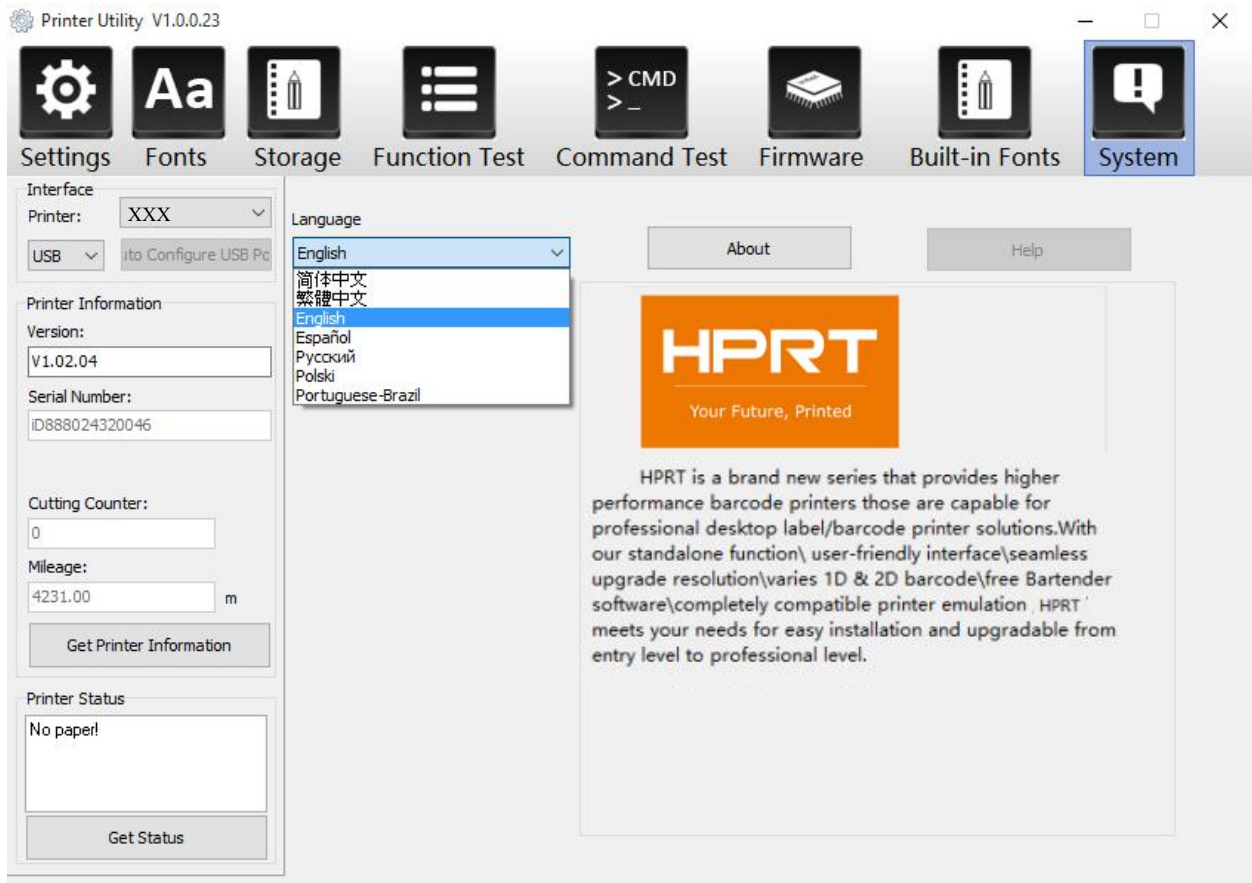 Printer Utility V1.0.0.23
Aa
> CMD
> _
Settings Fonts Storage Function Test Command Test Firmware Built-in Fonts System
Interface
Printer: XXX
USB
ito Configure USB Pc
Language
English
简体中文
繁體中文
English
Español
Русский
Polski
Portuguese-Brazil
About
Help
Printer Information
Version:
V1.02.04
Serial Number:
iD888024320046
Cutting Counter:
0
Mileage:
4231.00 m
Get Printer Information
Printer Status
No paper!
Get Status
HPRT
Your Future, Printed
HPRT is a brand new series that provides higher
performance barcode printers those are capable for
professional desktop label/barcode printer solutions.With
our standalone function\ user-friendly interface\seamless
upgrade resolution\varies 1D & 2D barcode\free Bartender
software\completely compatible printer emulation , HPRT
meets your needs for easy installation and upgradable from
entry level to professional level.